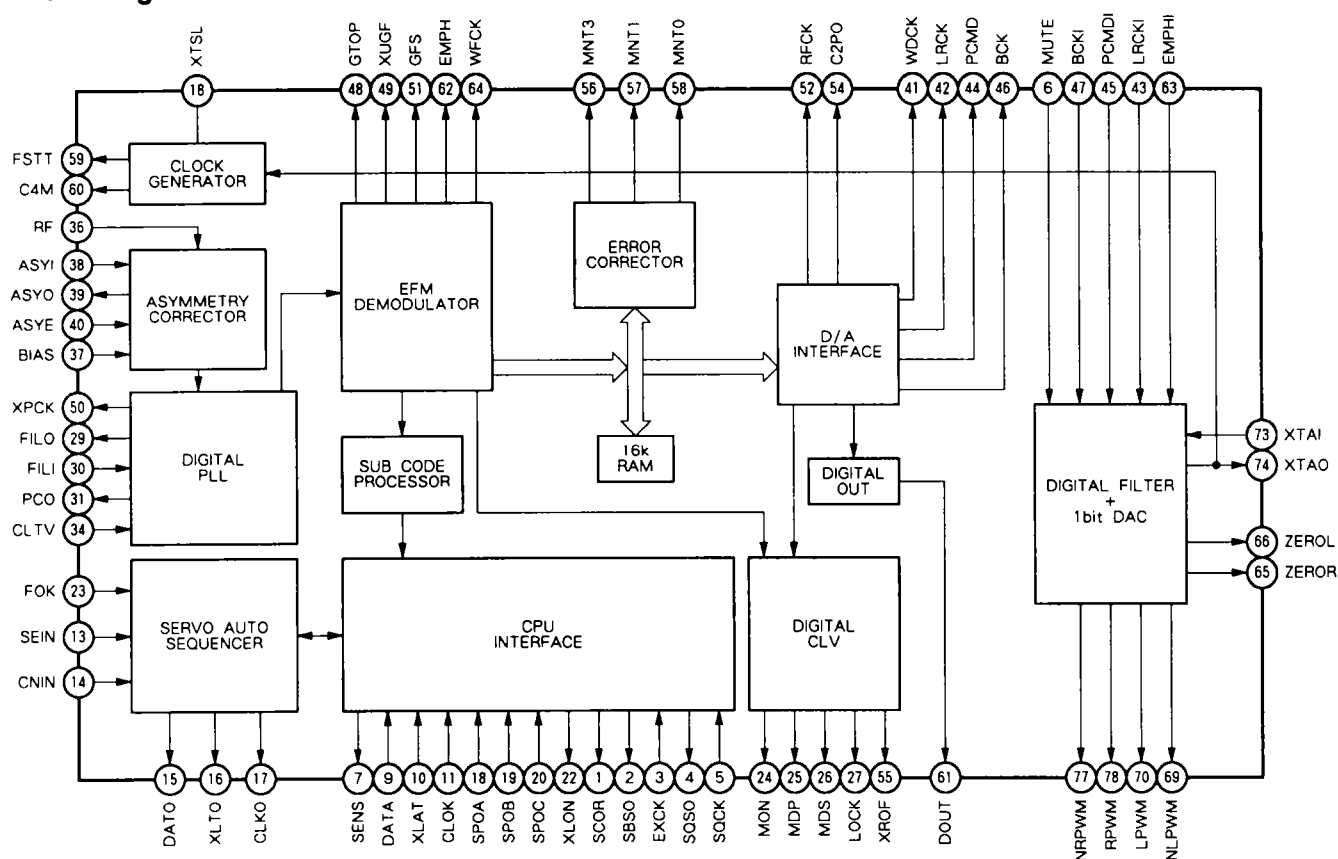 XTSL
GTOP
XUGF
GFS
EMPH
WFCK
MNT3
MNT1
MNT0
RFCK
C2PO
WDCK
LRCK
PCMD
BCK
MUTE
BCKI
PCMDI
LRCKI
EMPHI
18
48
49
51
62
64
56
57
58
52
54
41
42
44
46
6
47
45
43
63
FSTT 59
C4M 60
RF 36
ASYI 38
ASYO 39
ASYE 40
BIAS 37
XPCK 50
FILO 29
FILI 30
PCO 31
CLTV 34
FOK 23
SEIN 13
CNIN 14
CLOCK
GENERATOR
ASYMMETRY
CORRECTOR
DIGITAL
PLL
SERVO AUTO
SEQUENCER
EFM
DEMODULATOR
SUB CODE
PROCESSOR
ERROR
CORRECTOR
16k
RAM
D/A
INTERFACE
DIGITAL
OUT
CPU
INTERFACE
DIGITAL
CLV
DIGITAL FILTER
+
1bit DAC
73 XTAI
74 XTAO
66 ZEROL
65 ZEROR
15
16
17
7
9
10
11
18
19
20
22
1
2
3
4
5
24
25
26
27
55
61
77
78
70
69
DATO
XLTO
CLKO
SENS
DATA
XLAT
CLOK
SPOA
SPOB
SPOC
XLON
SCOR
SBSO
EXCK
SQSO
SQCK
MON
MDP
MDS
LOCK
XROF
DOUT
NRPWM
RPWM
LPWM
NLPWM